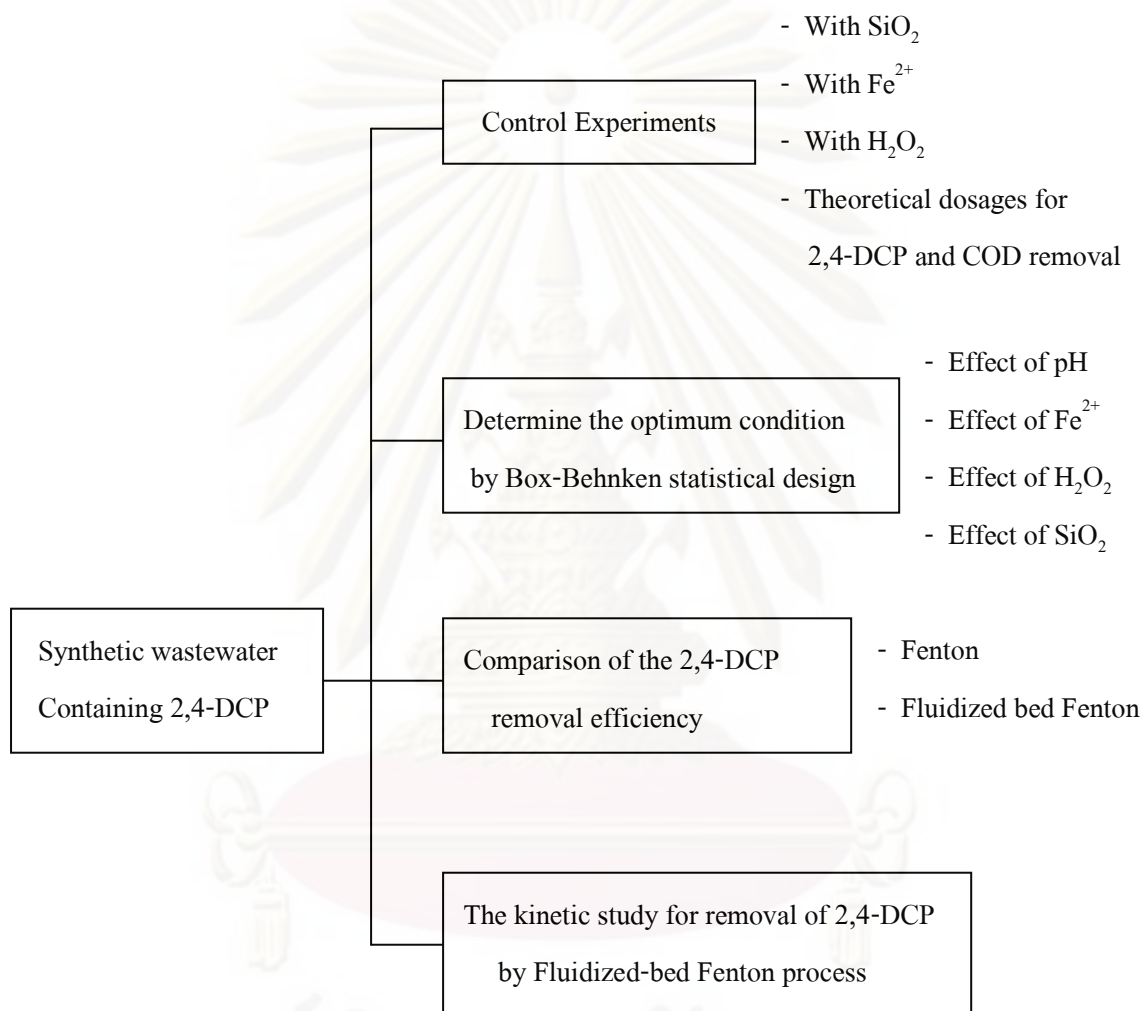 - With SiO₂
- With Fe²⁺
Control Experiments
- With H₂O₂
- Theoretical dosages for
2,4-DCP and COD removal
Determine the optimum condition
by Box-Behnken statistical design
- Effect of pH
- Effect of Fe²⁺
- Effect of H₂O₂
- Effect of SiO₂
Synthetic wastewater
Containing 2,4-DCP
Comparison of the 2,4-DCP
removal efficiency
- Fenton
- Fluidized bed Fenton
The kinetic study for removal of 2,4-DCP
by Fluidized-bed Fenton process